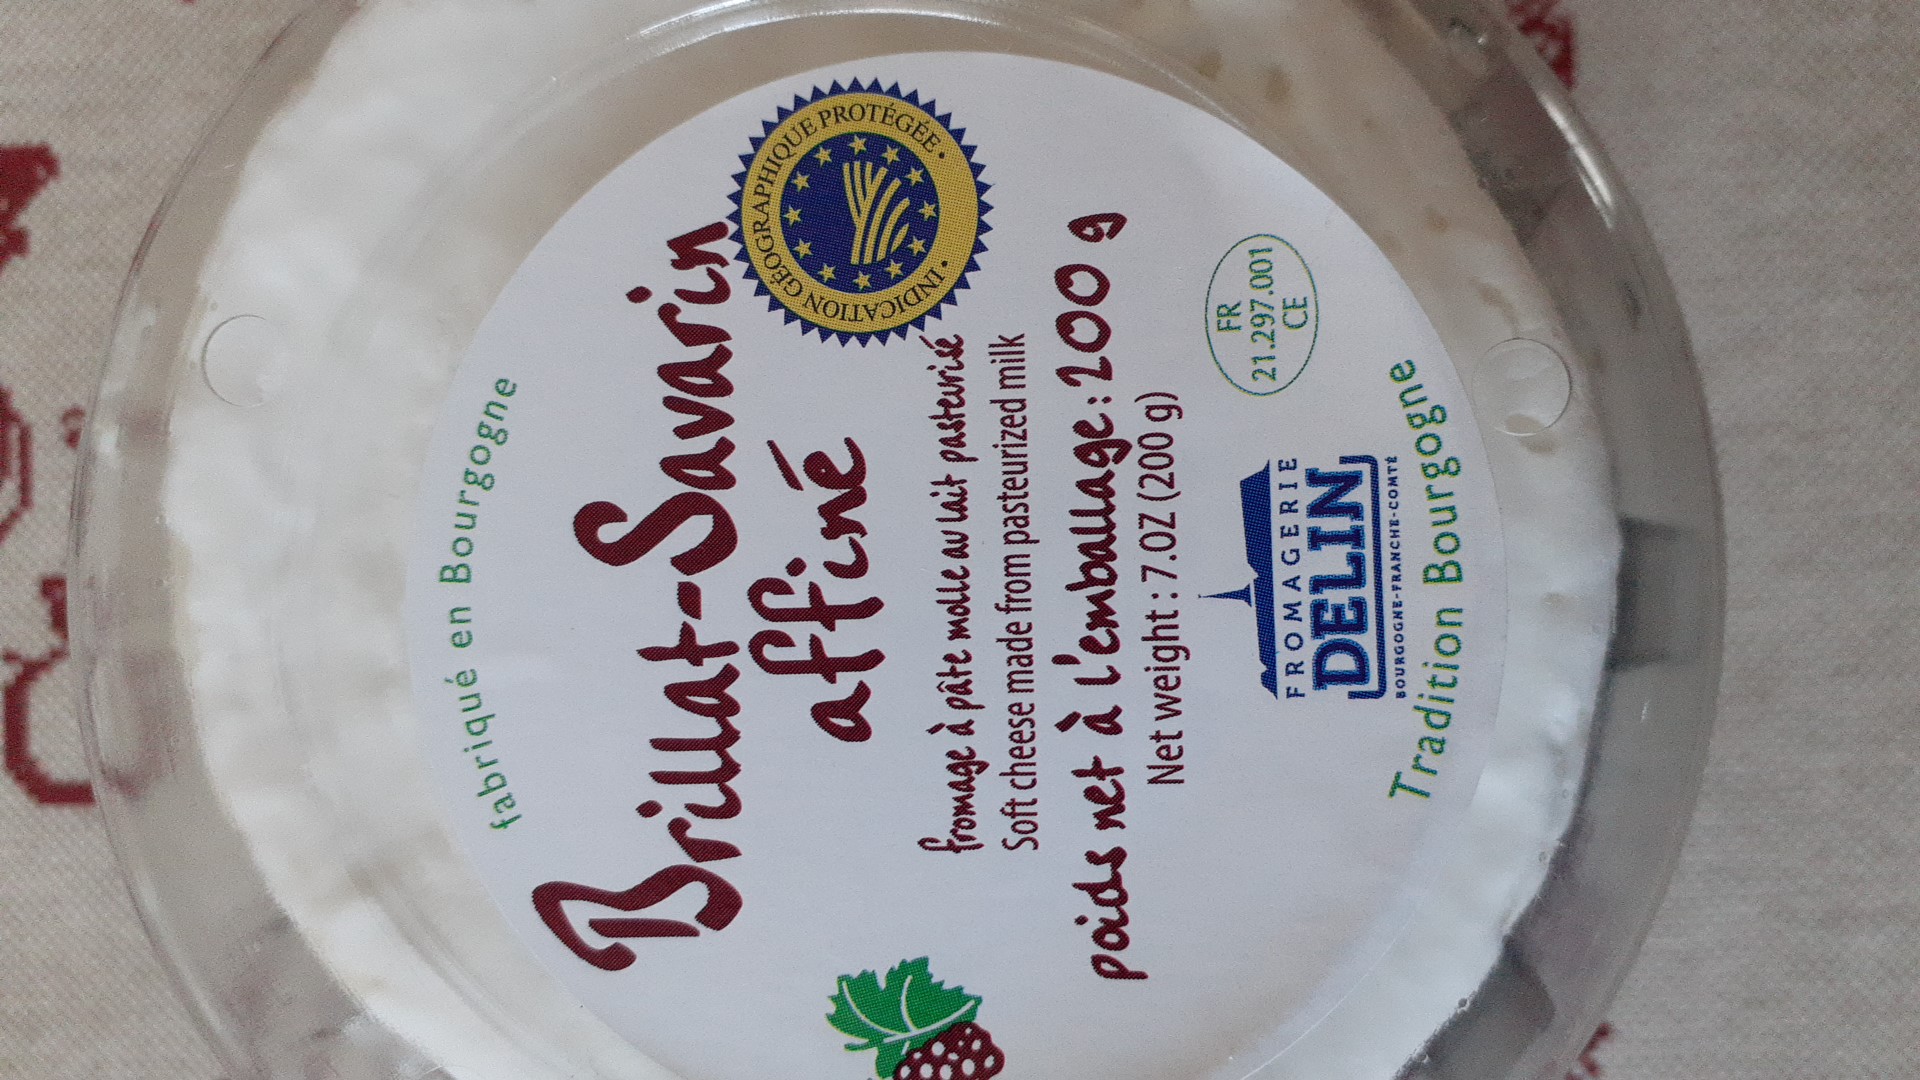 fabriqué en Bourgogne
Brillat-Savarin
affiné
INDICATION GÉOGRAPHIQUE PROTÉGÉE
fromage à pâte molle au lait pasteurisé
Soft cheese made from pasteurized milk
poids net à l'emballage : 200 g
Net weight : 7.0Z (200 g)
FR
21.297.001
CE
FROMAGERIE
DELIN
BOURGOGNE-FRANCHE-COMTÉ
Tradition Bourgogne